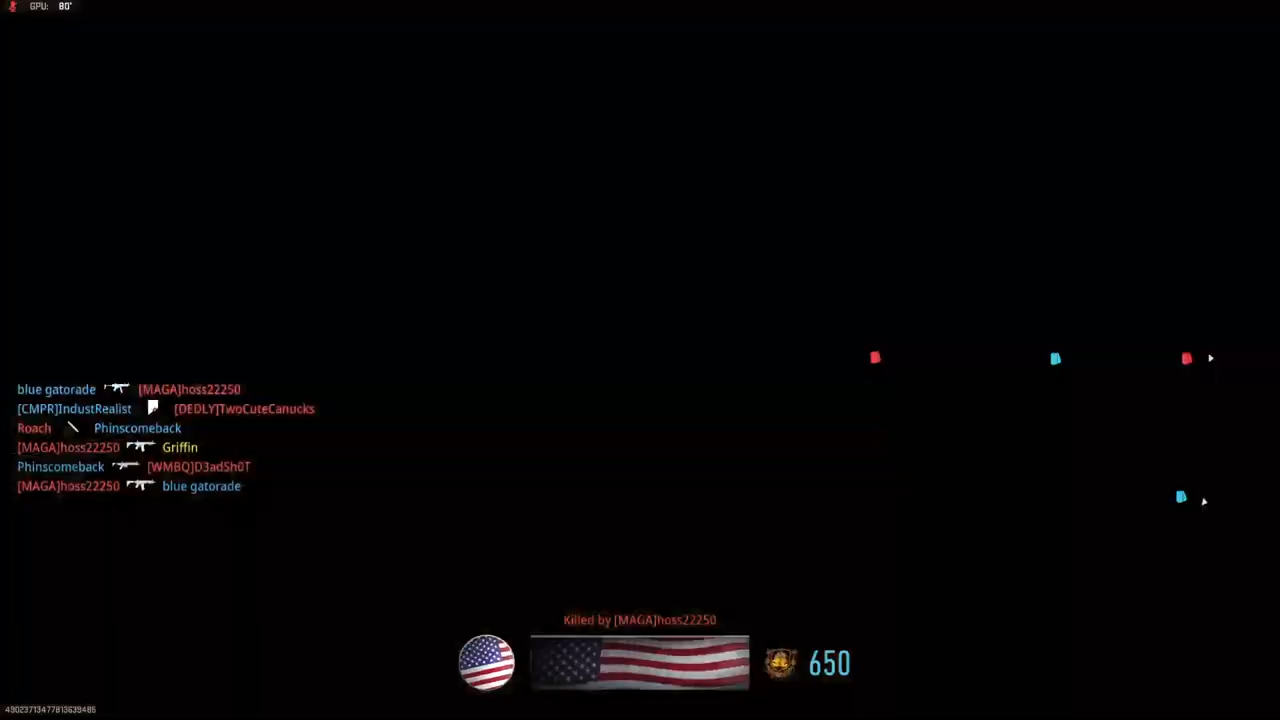 GPU: 80°
blue gatorade [MAGA]hoss22250
[CMPR]IndustRealist [DEDLY]TwoCuteCanucks
Roach Phinscomeback
[MAGA]hoss22250 Griffin
Phinscomeback [WMBQ]D3adSh0T
[MAGA]hoss22250 blue gatorade
Killed by [MAGA]hoss22250
650